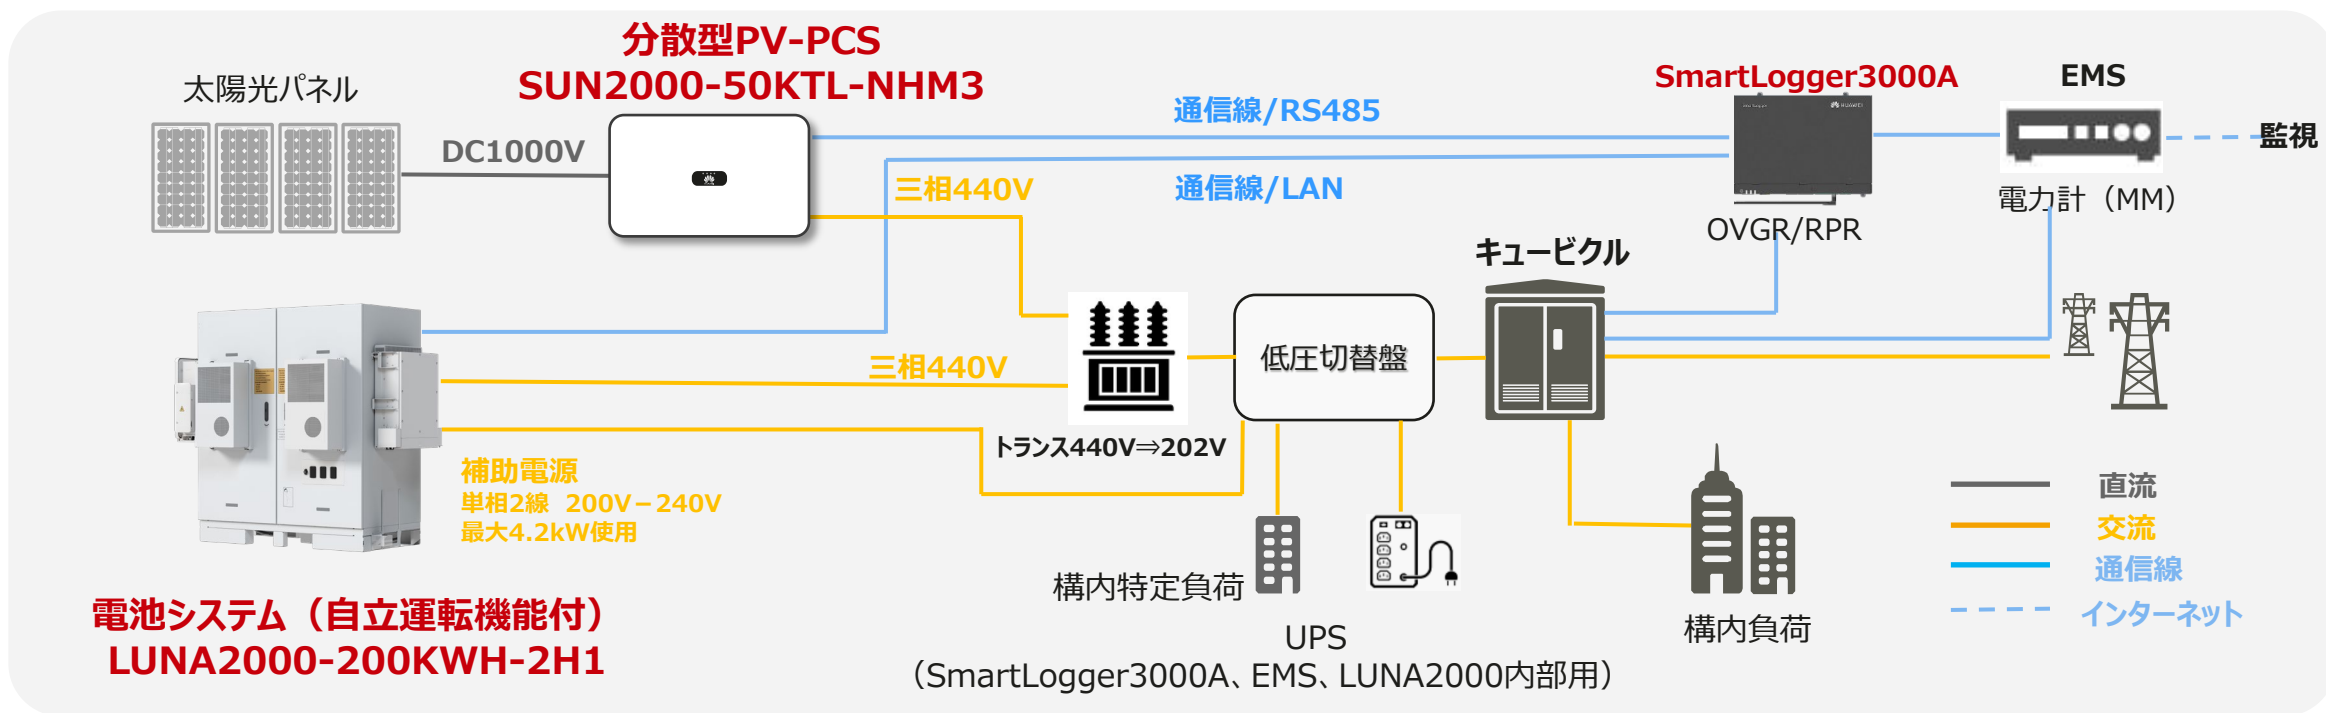 分散型PV-PCS
SUN2000-50KTL-NHM3
太陽光パネル
DC1000V
通信線/RS485
三相440V
通信線/LAN
SmartLogger3000A
HUAWEI
OVGR/RPR
EMS
監視
電力計（MM）
キュービクル
三相440V
低圧切替盤
トランス440V⇒202V
補助電源
単相2線 200V－240V
最大4.2kW使用
電池システム（自立運転機能付）
LUNA2000-200KWH-2H1
構内特定負荷
UPS
（SmartLogger3000A、EMS、LUNA2000内部用）
構内負荷
直流
交流
通信線
インターネット